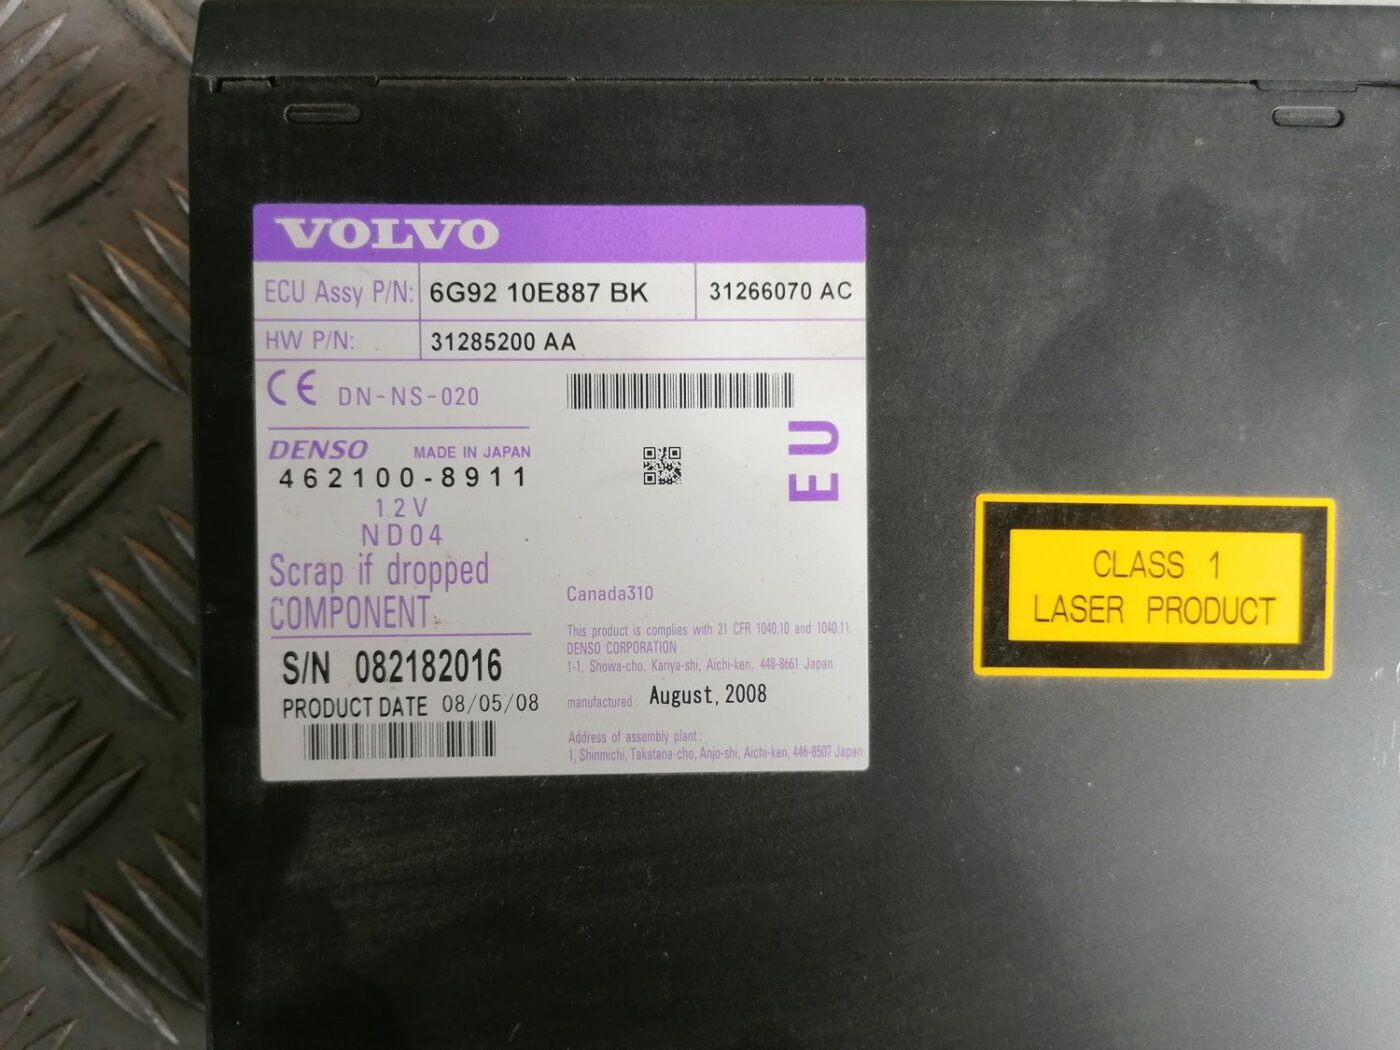 VOLVO
ECU Assy P/N: 6G92 10E887 BK 31266070 AC
HW P/N: 31285200 AA
CE DN-NS-020
EU
DENSO MADE IN JAPAN
462100-8911
12V
ND04
Scrap if dropped
COMPONENT
S/N 082182016
PRODUCT DATE 08/05/08
Canada310
This product is complies with 21 CFR 1040.10 and 1040.11.
DENSO CORPORATION
1-1, Showa-cho, Kariya-shi, Aichi-ken, 448-8661 Japan
manufactured: August, 2008
Address of assembly plant:
1, Shinmichi, Takatana-cho, Anjo-shi, Aichi-ken, 446-8507 Japan
CLASS 1
LASER PRODUCT